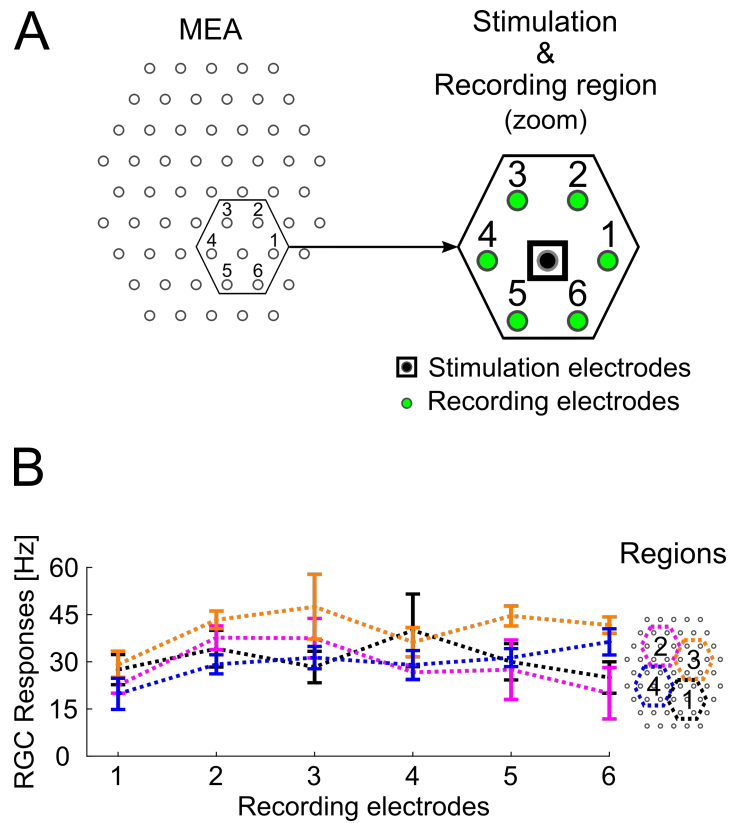 A
MEA
Stimulation
&
Recording region
(zoom)
3 2
4 1
5 6
3 2
4 1
5 6
Stimulation electrodes
Recording electrodes
B
RGC Responses [Hz]
60
45
30
15
0
1 2 3 4 5 6
Recording electrodes
Regions
2
3
4
1